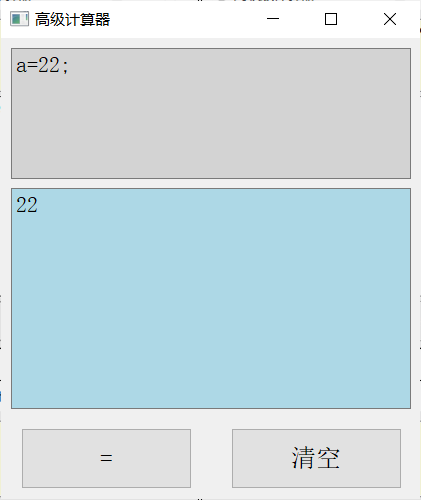 高级计算器
a=22;
22
=
清空